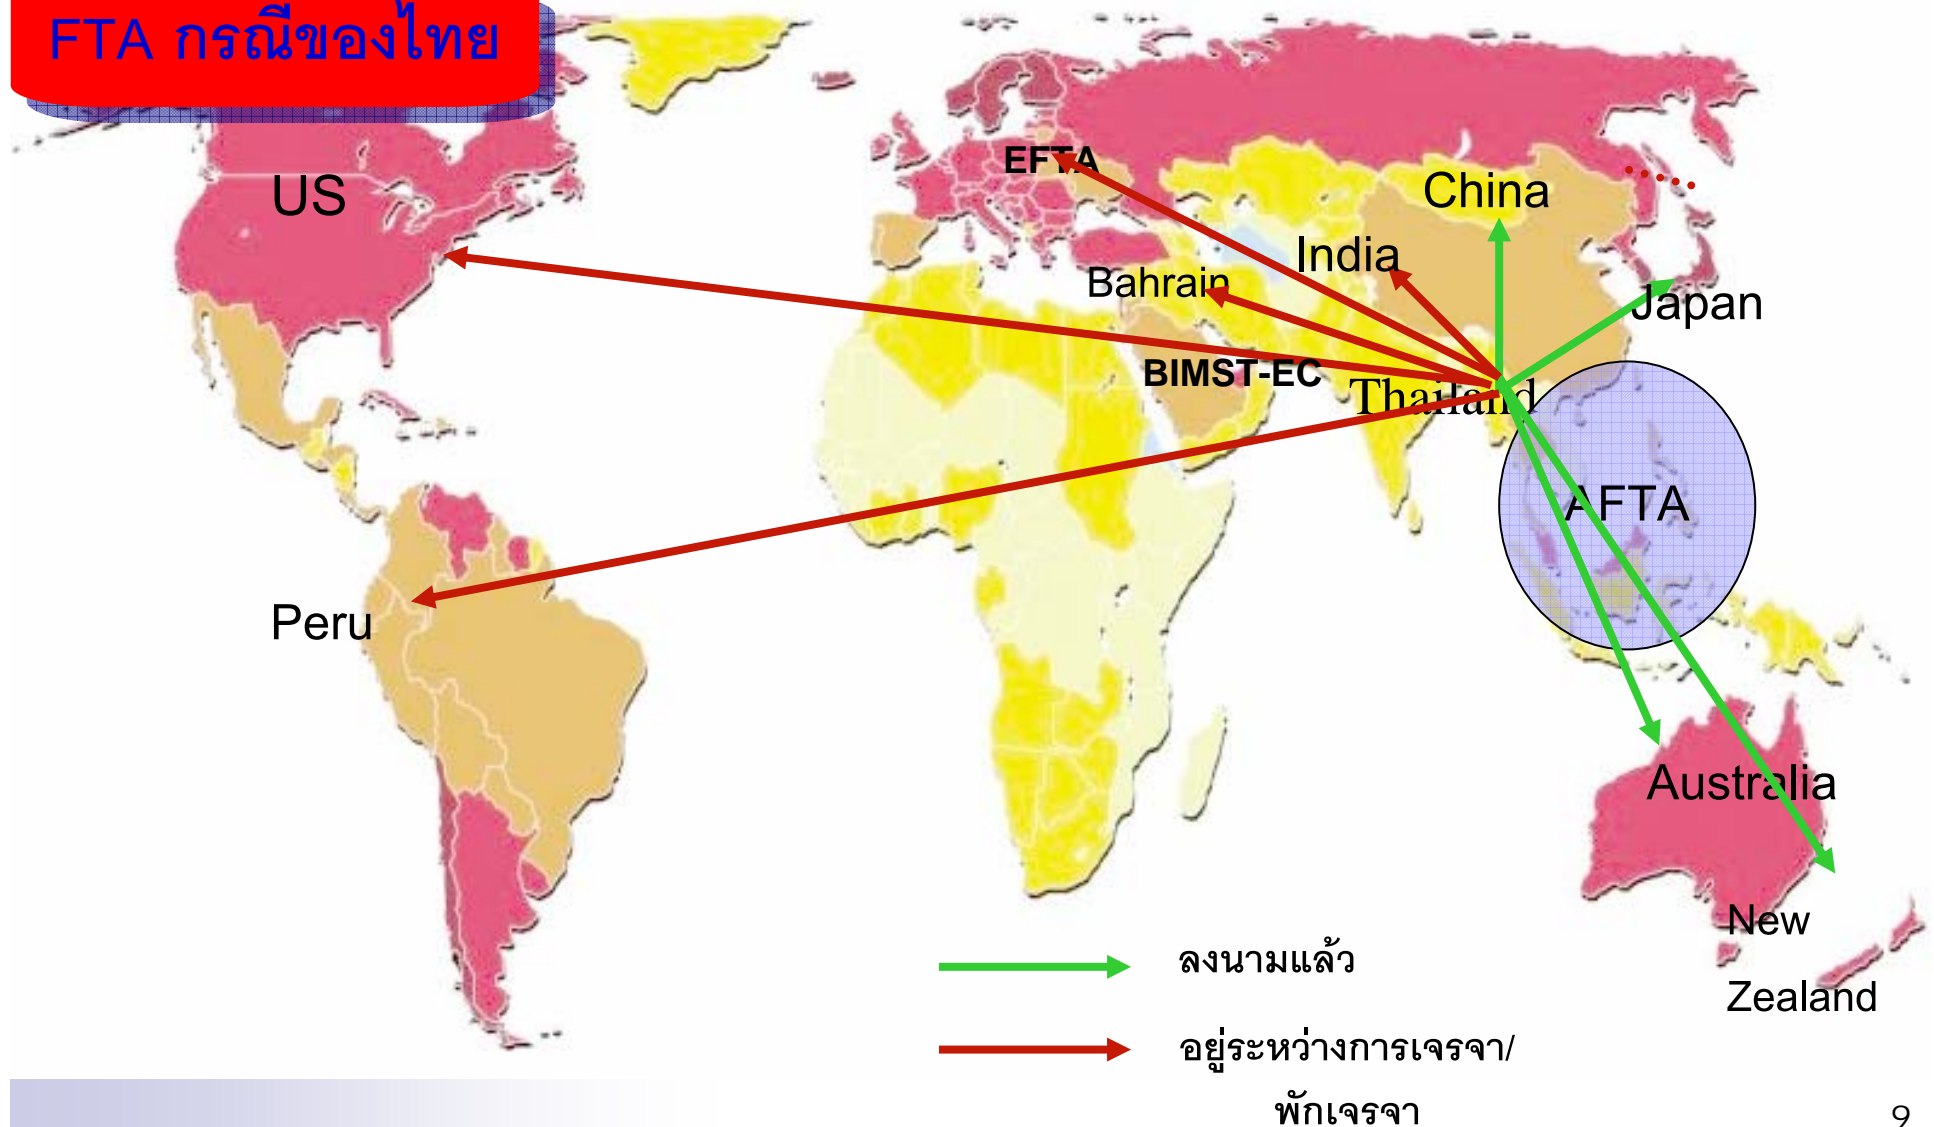 FTA กรณีของไทย
US
EFTA
China
India
Bahrain
Japan
BIMST-EC
Thailand
AFTA
Peru
Australia
New
Zealand
ลงนามแล้ว
อยู่ระหว่างการเจรจา/
พักเจรจา
9